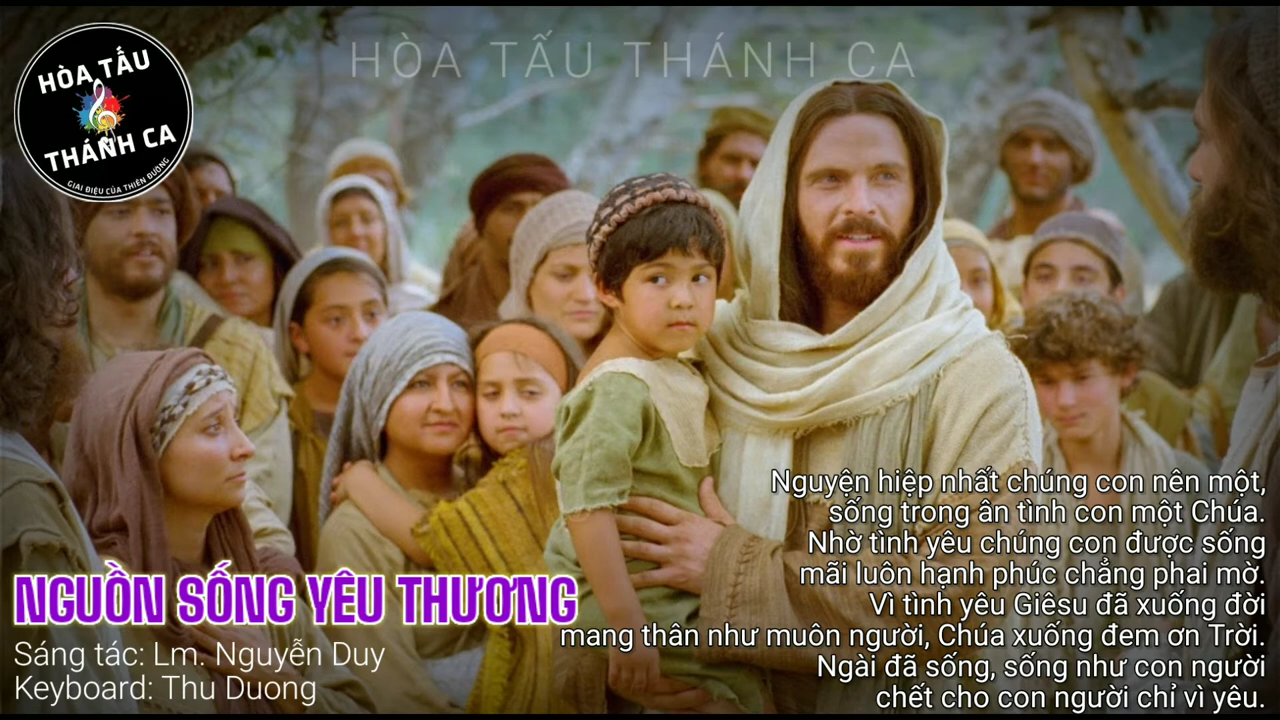 HÒA TẤU
THÁNH CA
GIAI ĐIỆU CỦA THIÊN ĐƯỜNG
HÒA TẤU THÁNH CA
Nguyện hiệp nhất chúng con nên một,
sống trong ân tình con một Chúa.
Nhờ tình yêu chúng con được sống
mãi luôn hạnh phúc chẳng phai mờ.
Vì tình yêu Giêsu đã xuống đời
mang thân như muôn người, Chúa xuống đem ơn Trời.
Ngài đã sống, sống như con người
chết cho con người chỉ vì yêu.
NGUỒN SỐNG YÊU THƯƠNG
Sáng tác: Lm. Nguyễn Duy
Keyboard: Thu Duong